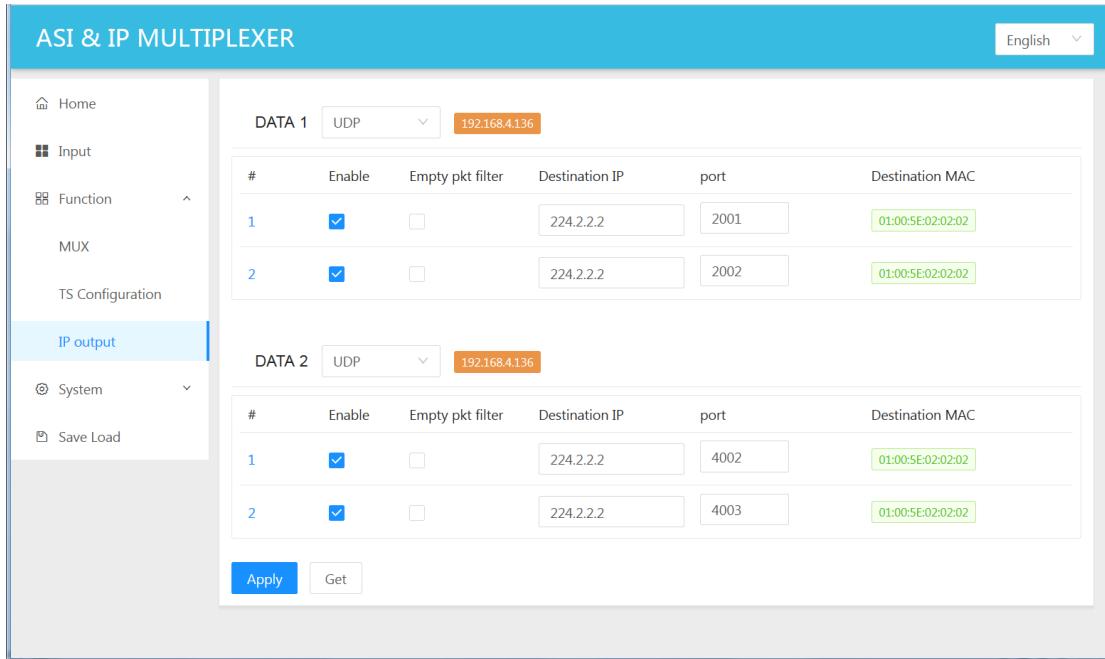 ASI & IP MULTIPLEXER
English
Home
Input
Function
MUX
TS Configuration
IP output
System
Save Load
DATA 1 UDP 192.168.4.136
# Enable Empty pkt filter Destination IP port Destination MAC
1 224.2.2.2 2001 01:00:5E:02:02:02
2 224.2.2.2 2002 01:00:5E:02:02:02
DATA 2 UDP 192.168.4.136
# Enable Empty pkt filter Destination IP port Destination MAC
1 224.2.2.2 4002 01:00:5E:02:02:02
2 224.2.2.2 4003 01:00:5E:02:02:02
Apply Get